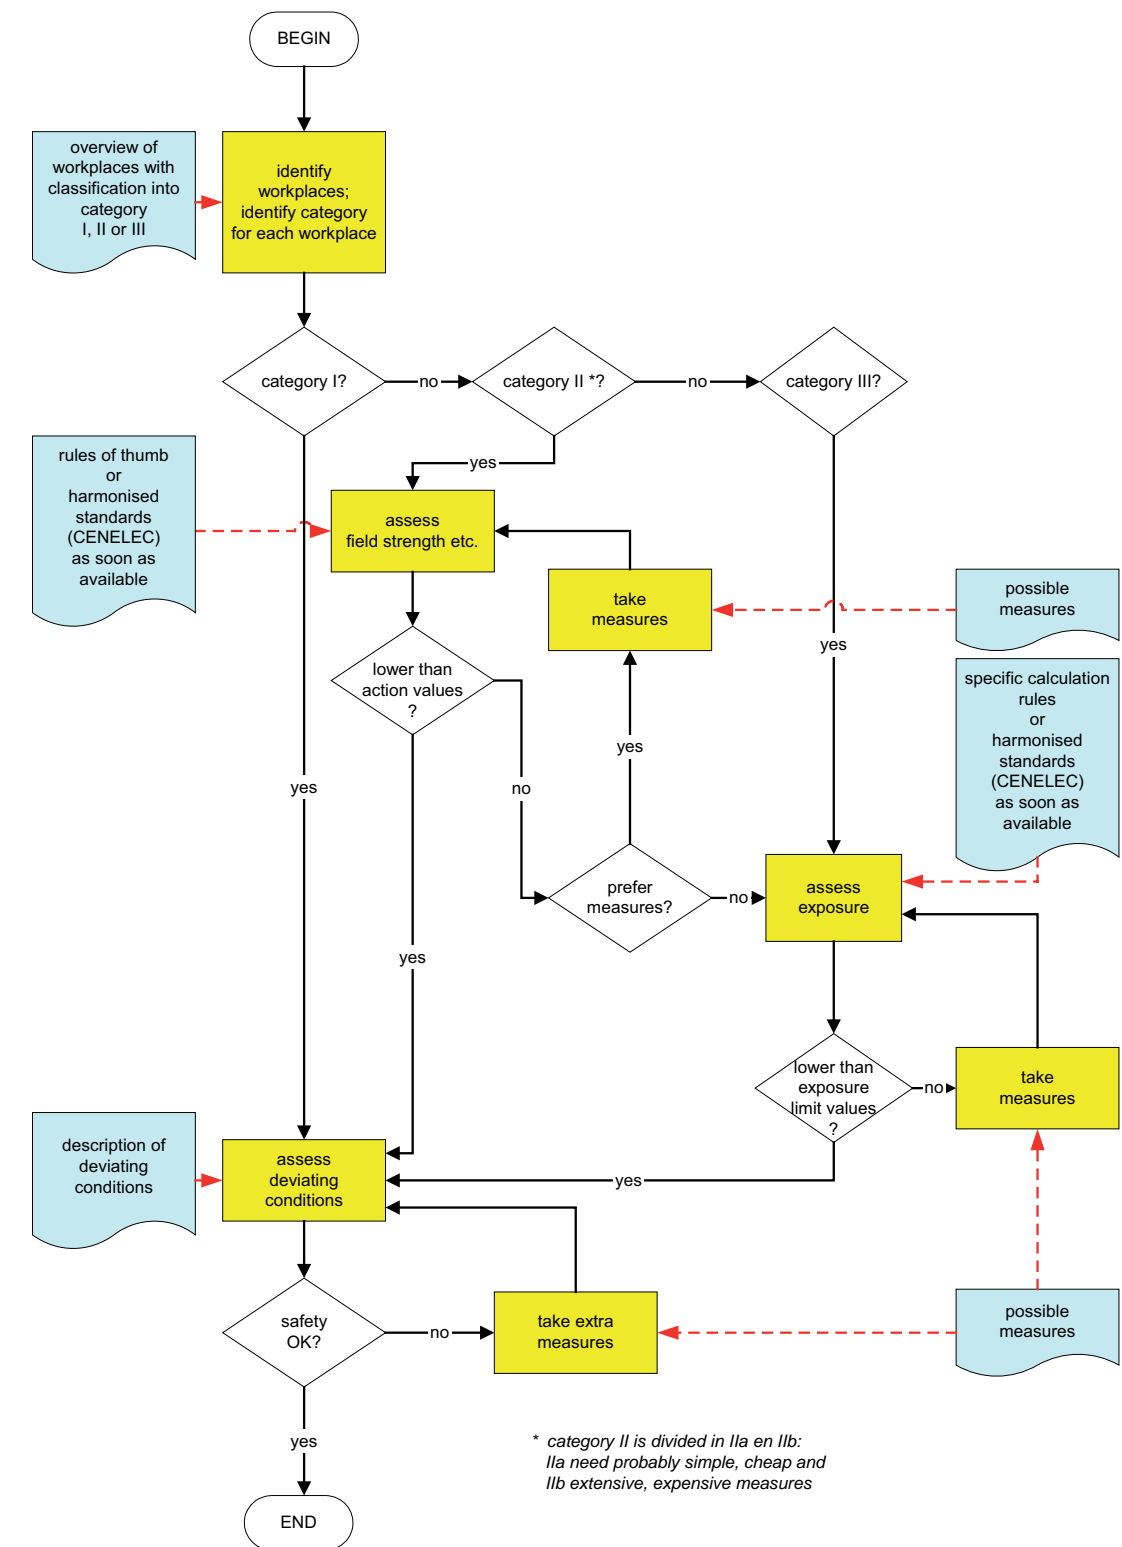 BEGIN
overview of
workplaces with
classification into
category
I, II or III
identify
workplaces;
identify category
for each workplace
category I?
no
category II *?
no
category III?
rules of thumb
or
harmonised
standards
(CENELEC)
as soon as
available
yes
assess
field strength etc.
take
measures
possible
measures
yes
lower than
action values
?
specific calculation
rules
or
harmonised
standards
(CENELEC)
as soon as
available
yes
yes
no
prefer
measures?
no
assess
exposure
yes
lower than
exposure
limit values
?
no
take
measures
description of
deviating
conditions
assess
deviating
conditions
yes
safety
OK?
no
take extra
measures
possible
measures
yes
* category II is divided in IIa en IIb:
IIa need probably simple, cheap and
IIb extensive, expensive measures
END